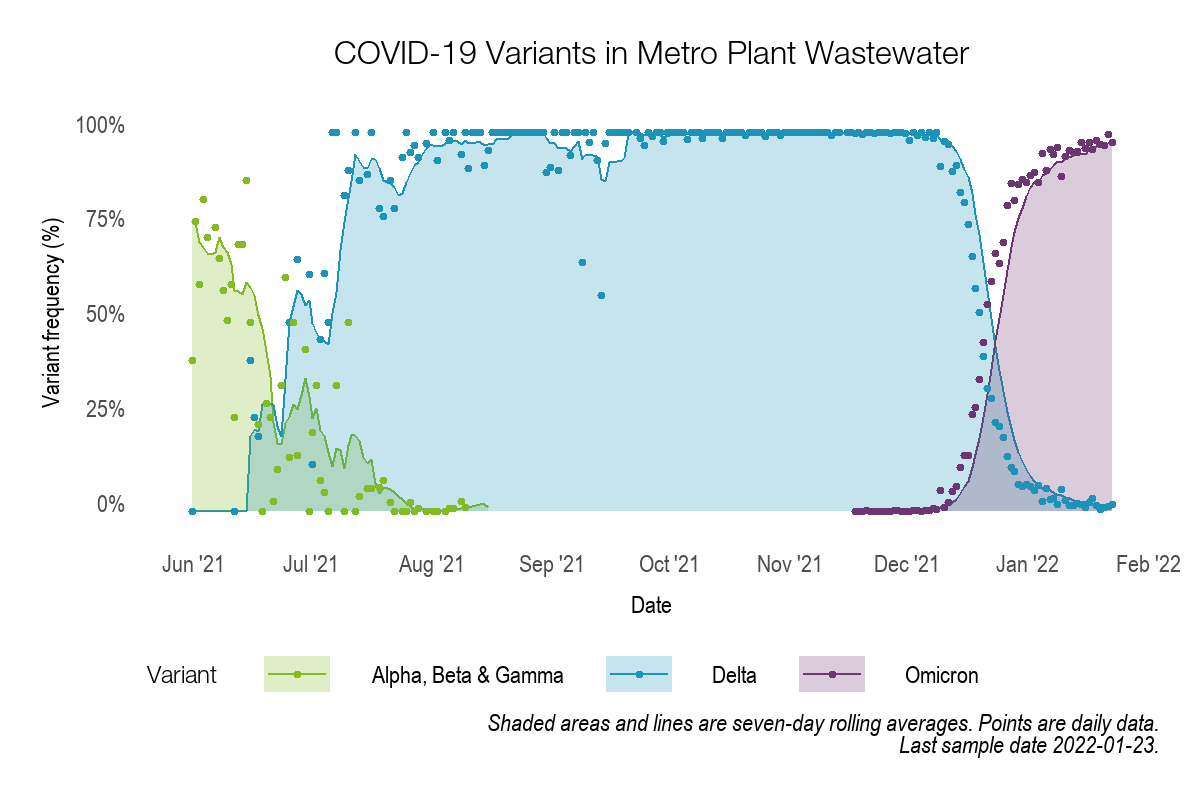 COVID-19 Variants in Metro Plant Wastewater
100%
75%
50%
25%
0%
Variant frequency (%)
Jun '21 Jul '21 Aug '21 Sep '21 Oct '21 Nov '21 Dec '21 Jan '22 Feb '22
Date
Variant Alpha, Beta & Gamma Delta Omicron
Shaded areas and lines are seven-day rolling averages. Points are daily data.
Last sample date 2022-01-23.